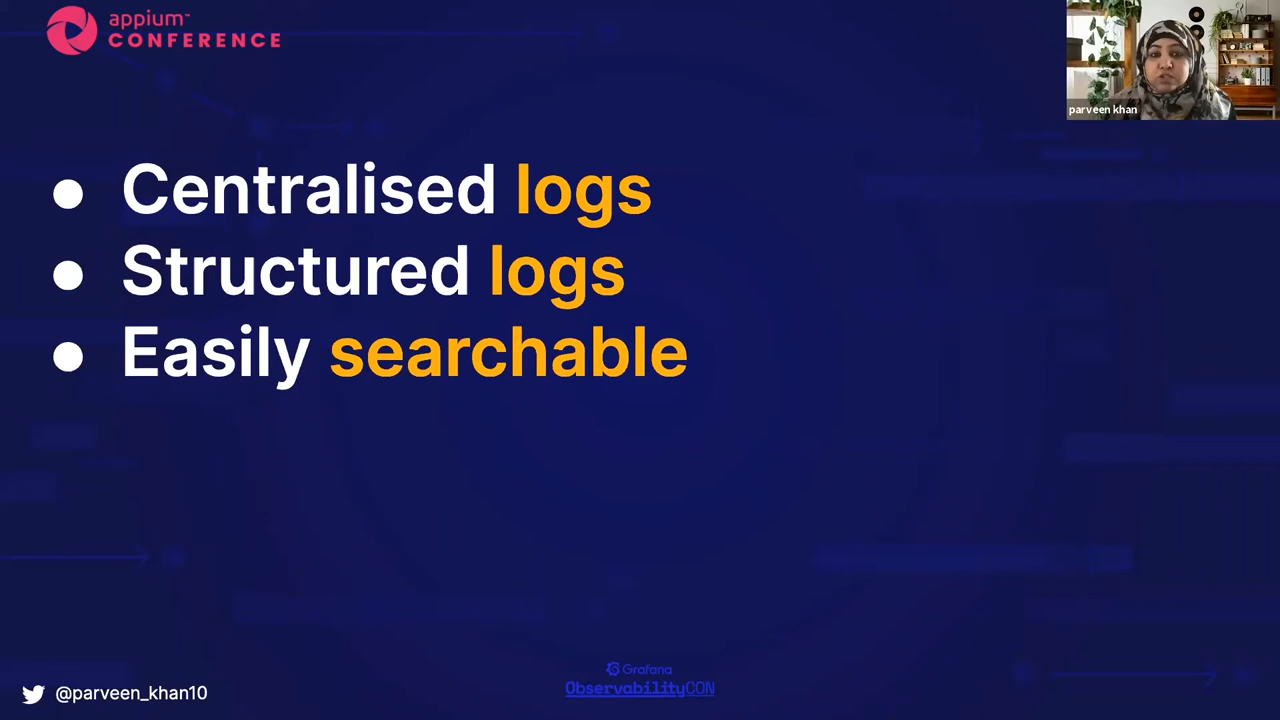 appium
CONFERENCE
parveen khan
● Centralised logs
● Structured logs
● Easily searchable
Grafana
ObservabilityCON
@parveen_khan10